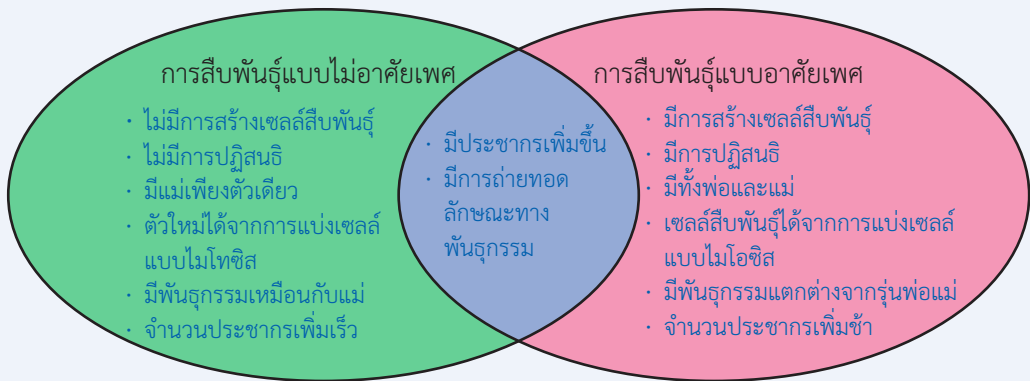 การสืบพันธุ์แบบไม่อาศัยเพศ
· ไม่มีการสร้างเซลล์สืบพันธุ์
· ไม่มีการปฏิสนธิ
· มีแม่เพียงตัวเดียว
· ตัวใหม่ได้จากการแบ่งเซลล์
แบบไมโทซิส
· มีพันธุกรรมเหมือนกับแม่
· จำนวนประชากรเพิ่มเร็ว
· มีประชากรเพิ่มขึ้น
· มีการถ่ายทอด
ลักษณะทาง
พันธุกรรม
การสืบพันธุ์แบบอาศัยเพศ
· มีการสร้างเซลล์สืบพันธุ์
· มีการปฏิสนธิ
· มีทั้งพ่อและแม่
· เซลล์สืบพันธุ์ได้จากการแบ่งเซลล์
แบบไมโอซิส
· มีพันธุกรรมแตกต่างจากรุ่นพ่อแม่
· จำนวนประชากรเพิ่มช้า